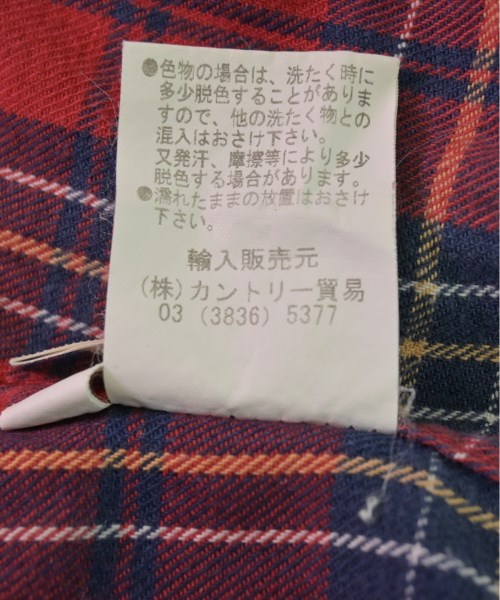 ●色物の場合は、洗たく時に
多少脱色することがありま
すので、他の洗たく物との
混入はおさけ下さい。
又発汗、摩擦等により多少
脱色する場合があります。
●濡れたままの放置はおさけ
下さい。
輸入販売元
(株)カントリー貿易
03 (3836) 5377